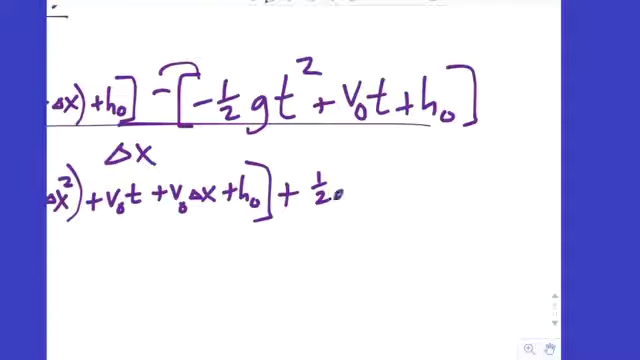 Δx) + h₀] - [-½gt² + v₀t + h₀]
Δx
Δx²) + v₀t + v₀Δx + h₀] + ½